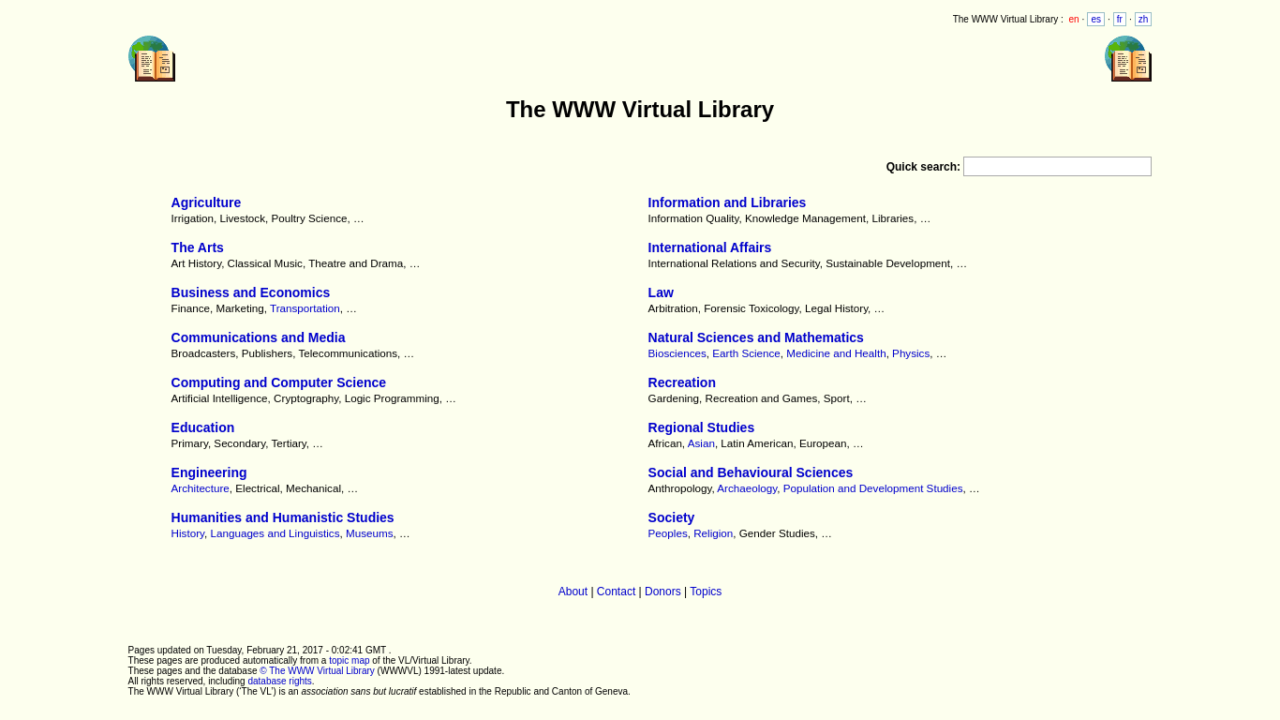 The WWW Virtual Library : en · es · fr · zh
The WWW Virtual Library
Quick search:
Agriculture
Irrigation, Livestock, Poultry Science, …
The Arts
Art History, Classical Music, Theatre and Drama, …
Business and Economics
Finance, Marketing, Transportation, …
Communications and Media
Broadcasters, Publishers, Telecommunications, …
Computing and Computer Science
Artificial Intelligence, Cryptography, Logic Programming, …
Education
Primary, Secondary, Tertiary, …
Engineering
Architecture, Electrical, Mechanical, …
Humanities and Humanistic Studies
History, Languages and Linguistics, Museums, …
Information and Libraries
Information Quality, Knowledge Management, Libraries, …
International Affairs
International Relations and Security, Sustainable Development, …
Law
Arbitration, Forensic Toxicology, Legal History, …
Natural Sciences and Mathematics
Biosciences, Earth Science, Medicine and Health, Physics, …
Recreation
Gardening, Recreation and Games, Sport, …
Regional Studies
African, Asian, Latin American, European, …
Social and Behavioural Sciences
Anthropology, Archaeology, Population and Development Studies, …
Society
Peoples, Religion, Gender Studies, …
About | Contact | Donors | Topics
Pages updated on Tuesday, February 21, 2017 - 0:02:41 GMT .
These pages are produced automatically from a topic map of the VL/Virtual Library.
These pages and the database © The WWW Virtual Library (WWWVL) 1991-latest update.
All rights reserved, including database rights.
The WWW Virtual Library ('The VL') is an association sans but lucratif established in the Republic and Canton of Geneva.